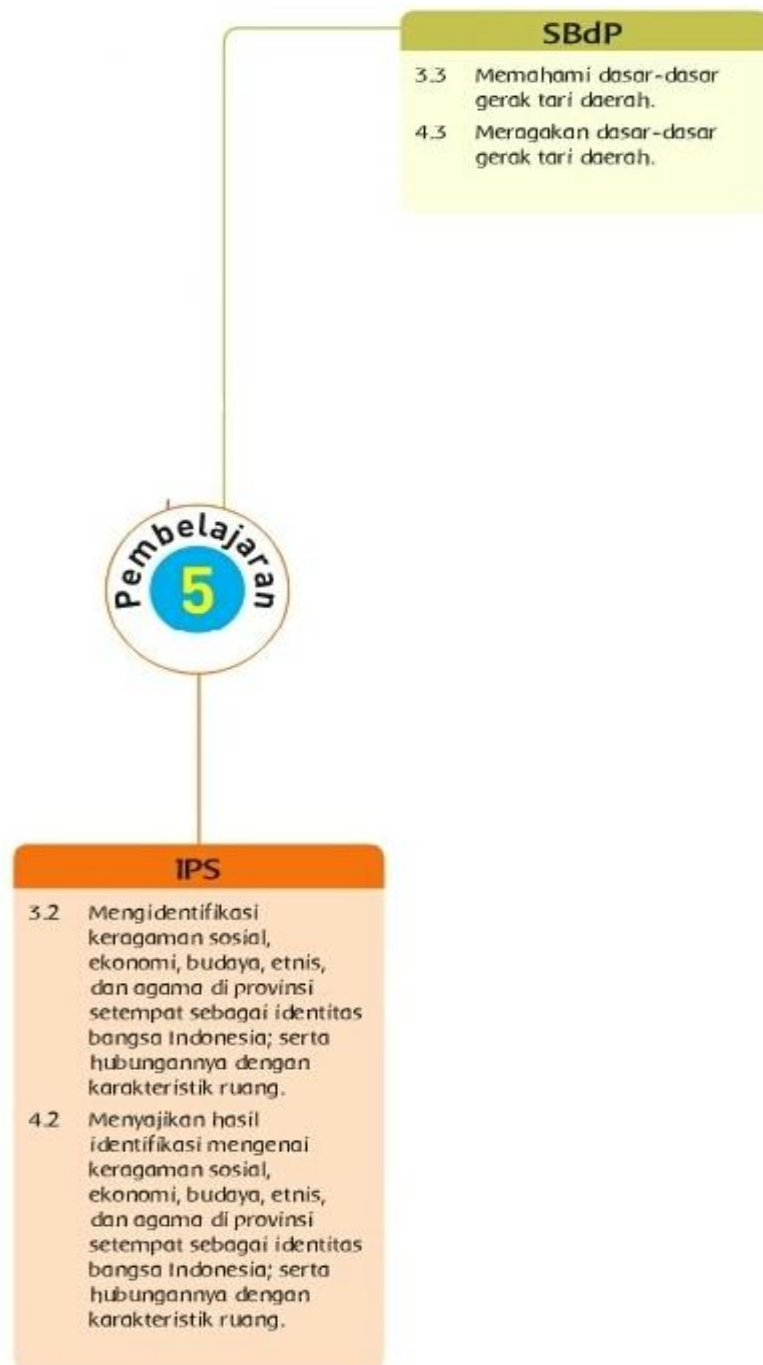 SBdP
3.3 Memahami dasar-dasar
gerak tari daerah.
4.3 Meragakan dasar-dasar
gerak tari daerah.
Pembelajaran
5
IPS
3.2 Mengidentifikasi
keragaman sosial,
ekonomi, budaya, etnis,
dan agama di provinsi
setempat sebagai identitas
bangsa Indonesia; serta
hubungannya dengan
karakteristik ruang.
4.2 Menyajikan hasil
identifikasi mengenai
keragaman sosial,
ekonomi, budaya, etnis,
dan agama di provinsi
setempat sebagai identitas
bangsa Indonesia; serta
hubungannya dengan
karakteristik ruang.